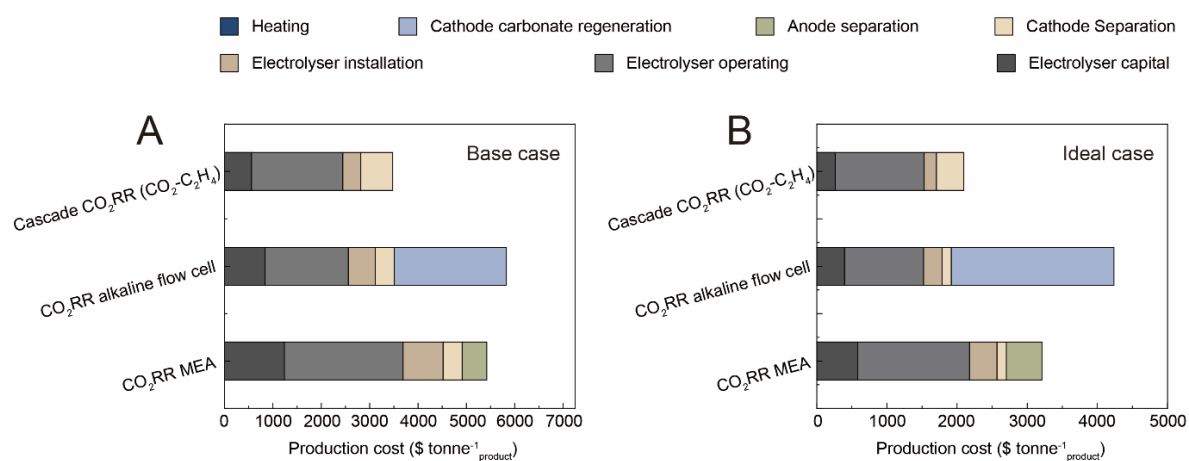 Heating Cathode carbonate regeneration Anode separation Cathode Separation
Electrolyser installation Electrolyser operating Electrolyser capital
A
Base case
Cascade CO₂RR (CO₂-C₂H₄)
CO₂RR alkaline flow cell
CO₂RR MEA
0 1000 2000 3000 4000 5000 6000 7000
Production cost ($ tonne⁻¹product)
B
Ideal case
Cascade CO₂RR (CO₂-C₂H₄)
CO₂RR alkaline flow cell
CO₂RR MEA
0 1000 2000 3000 4000 5000
Production cost ($ tonne⁻¹product)